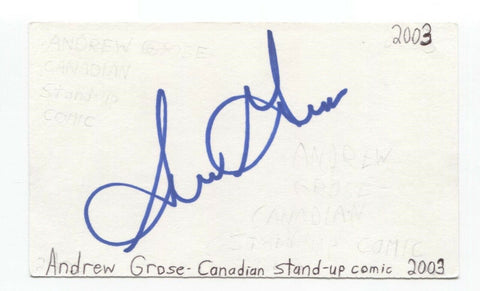 2003
ANDREW GROSE
CANADIAN
stand-up
COMIC
ANDREW
GROSE
CANADIAN
STAND-UP COMIC
Andrew Grose - Canadian stand-up comic 2003